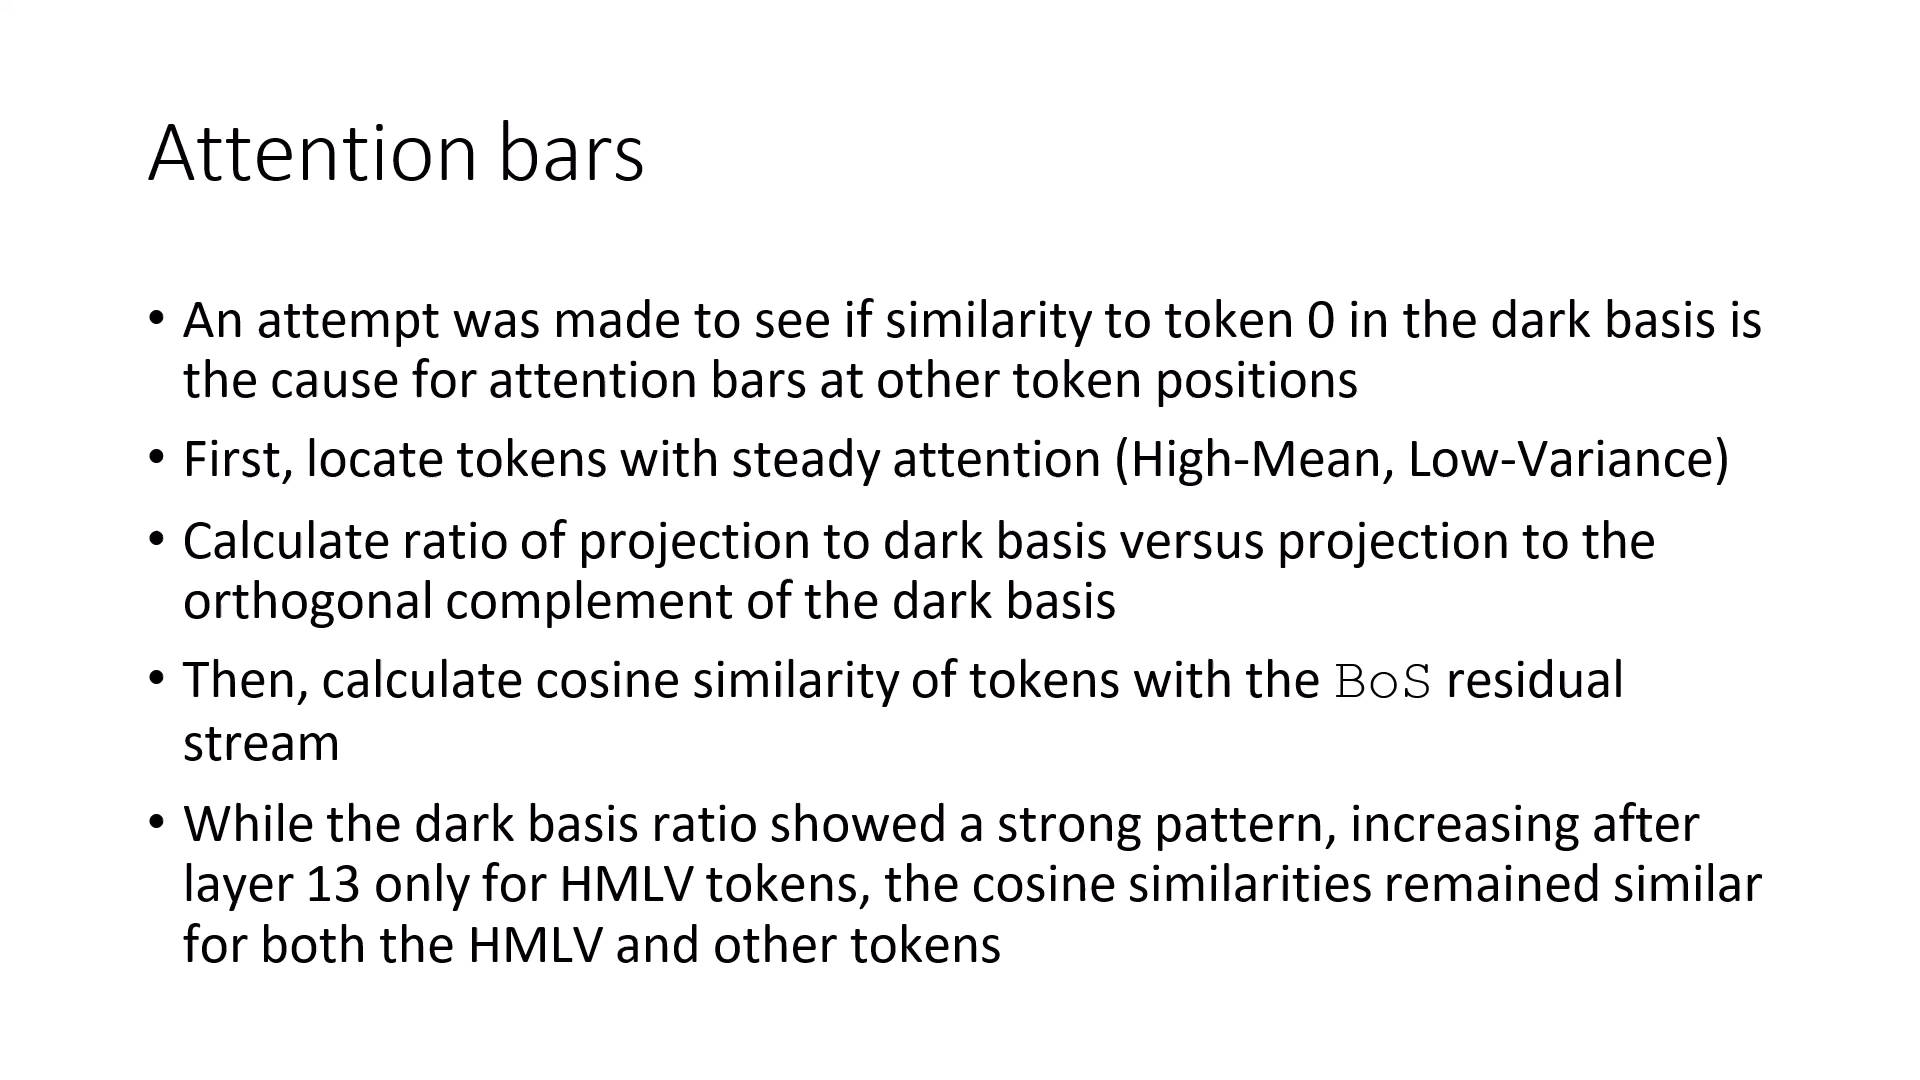 Attention bars
• An attempt was made to see if similarity to token 0 in the dark basis is
the cause for attention bars at other token positions
• First, locate tokens with steady attention (High-Mean, Low-Variance)
• Calculate ratio of projection to dark basis versus projection to the
orthogonal complement of the dark basis
• Then, calculate cosine similarity of tokens with the BoS residual
stream
• While the dark basis ratio showed a strong pattern, increasing after
layer 13 only for HMLV tokens, the cosine similarities remained similar
for both the HMLV and other tokens